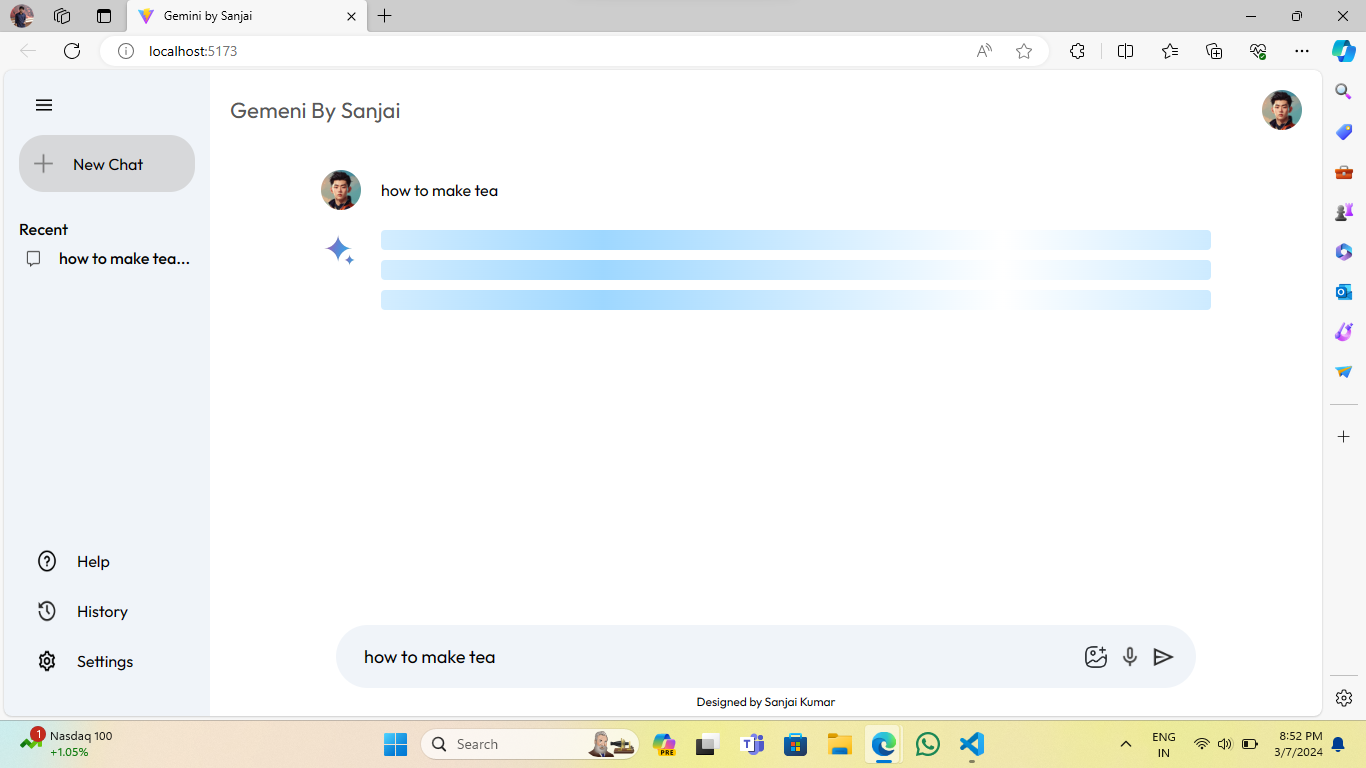 Gemini by Sanjai
localhost:5173
Gemeni By Sanjai
New Chat
how to make tea
Recent
how to make tea...
Help
History
Settings
how to make tea
Designed by Sanjai Kumar
1
Nasdaq 100
+1.05%
Search
PRE
ENG
IN
8:52 PM
3/7/2024